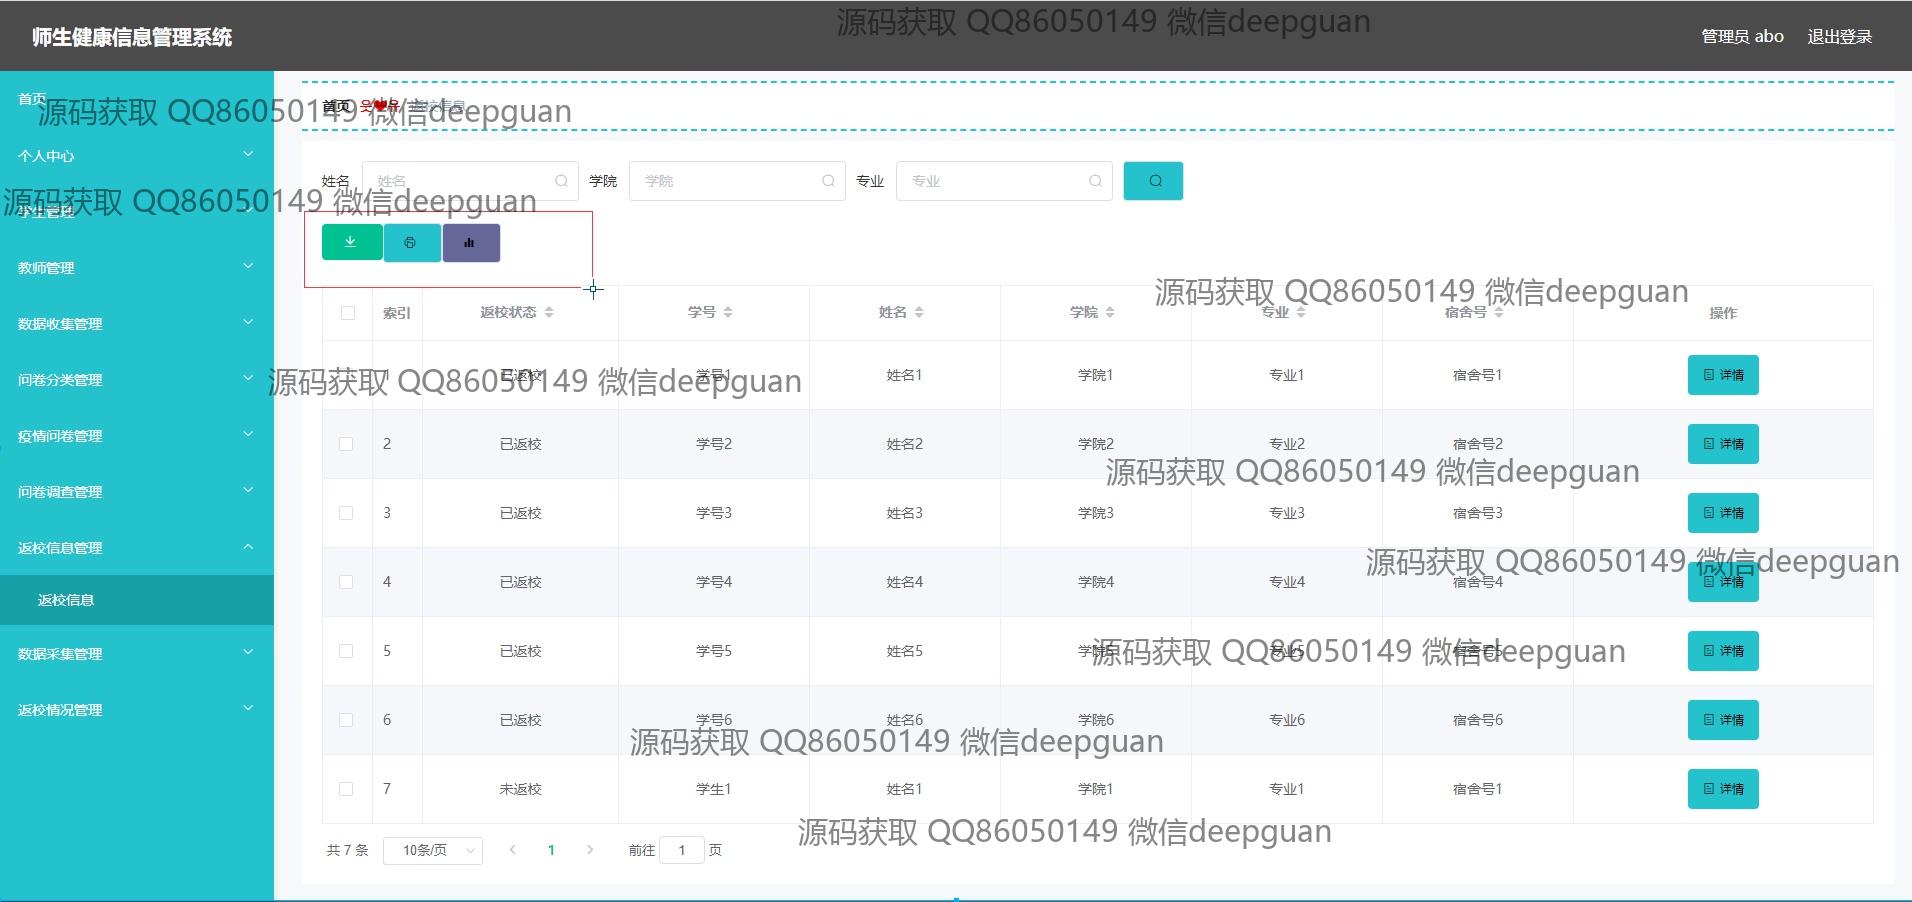 源码获取 QQ86050149 微信deepguan
师生健康信息管理系统
管理员 abo 退出登录
首页
首页 返校信息
源码获取 QQ86050149 微信deepguan
个人中心
姓名 姓名 学院 学院 专业 专业
源码获取 QQ86050149 微信deepguan
学生管理
教师管理
源码获取 QQ86050149 微信deepguan
索引 返校状态 学号 姓名 学院 专业 宿舍号 操作
数据收集管理
1 已返校 学号1 姓名1 学院1 专业1 宿舍号1 详情
源码获取 QQ86050149 微信deepguan
问卷分类管理
疫情问卷管理
2 已返校 学号2 姓名2 学院2 专业2 宿舍号2 详情
源码获取 QQ86050149 微信deepguan
问卷调查管理
3 已返校 学号3 姓名3 学院3 专业3 宿舍号3 详情
返校信息管理
源码获取 QQ86050149 微信deepguan
4 已返校 学号4 姓名4 学院4 专业4 宿舍号4 详情
返校信息
数据采集管理
5 已返校 学号5 姓名5 学院5 专业5 宿舍号5 详情
源码获取 QQ86050149 微信deepguan
返校情况管理
6 已返校 学号6 姓名6 学院6 专业6 宿舍号6 详情
源码获取 QQ86050149 微信deepguan
7 未返校 学生1 姓名1 学院1 专业1 宿舍号1 详情
源码获取 QQ86050149 微信deepguan
共 7 条 10条/页 1 前往 1 页